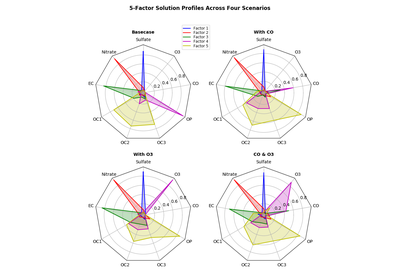 5-Factor Solution Profiles Across Four Scenarios
Factor 1
Factor 2
Factor 3
Factor 4
Factor 5
Basecase
Sulfate
Nitrate
O3
EC
CO
OC1
OP
OC2
OC3
0.2
0.4
0.6
0.8
With CO
Sulfate
Nitrate
O3
EC
CO
OC1
OP
OC2
OC3
0.2
0.4
0.6
0.8
With O3
Sulfate
Nitrate
O3
EC
CO
OC1
OP
OC2
OC3
0.2
0.4
0.6
0.8
CO & O3
Sulfate
Nitrate
O3
EC
CO
OC1
OP
OC2
OC3
0.2
0.4
0.6
0.8